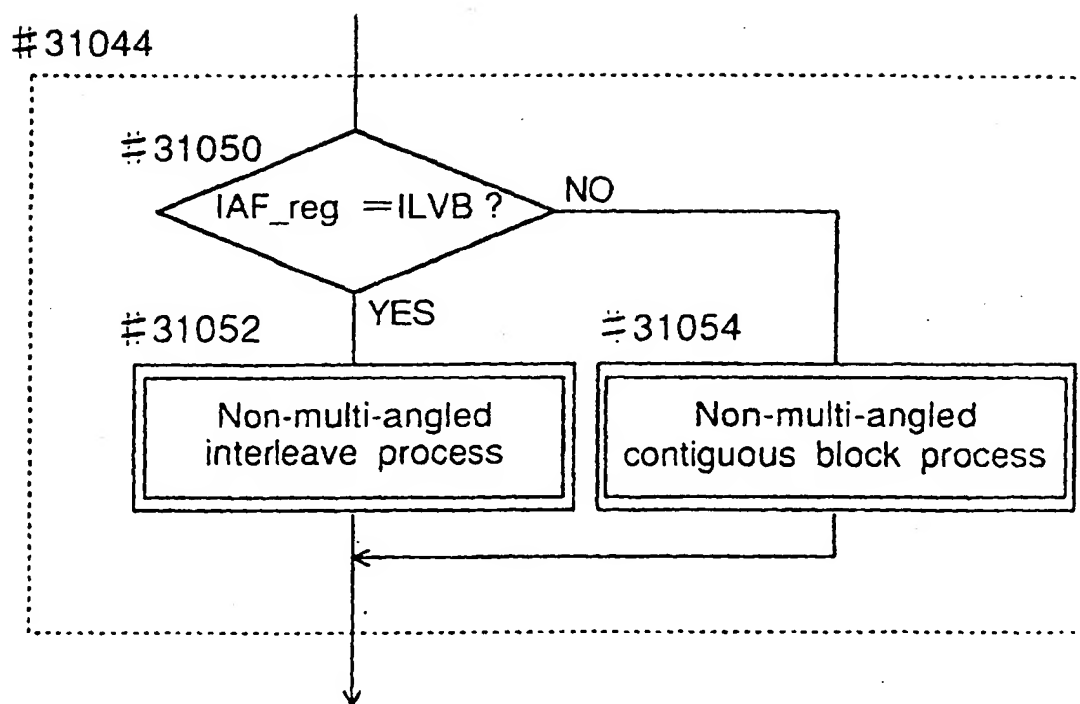 #31044
#31050
IAF_reg =ILVB ?
NO
YES
#31052
#31054
Non-multi-angled
interleave process
Non-multi-angled
contiguous block process